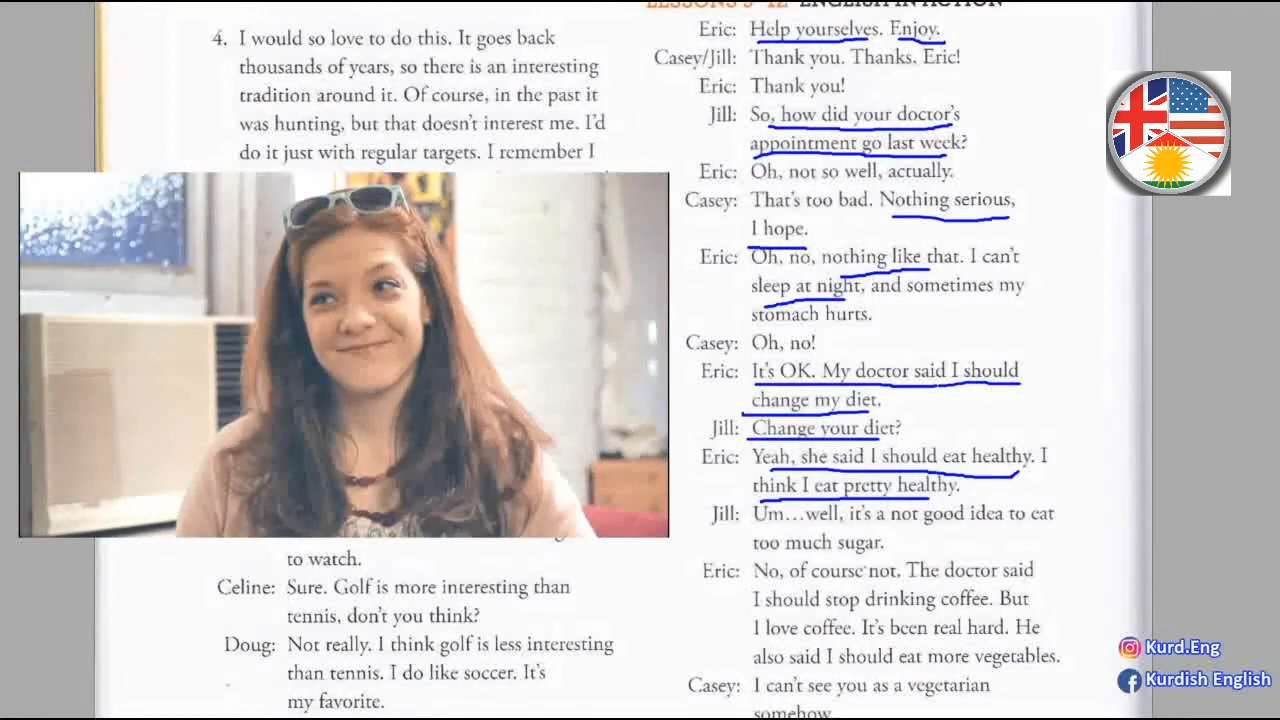 LESSONS 9-12 ENGLISH IN ACTION
4. I would so love to do this. It goes back
thousands of years, so there is an interesting
tradition around it. Of course, in the past it
was hunting, but that doesn't interest me. I'd
do it just with regular targets. I remember I
to watch.
Celine: Sure. Golf is more interesting than
tennis, don't you think?
Doug: Not really. I think golf is less interesting
than tennis. I do like soccer. It's
my favorite.
Eric: Help yourselves. Enjoy.
Casey/Jill: Thank you. Thanks, Eric!
Eric: Thank you!
Jill: So, how did your doctor's
appointment go last week?
Eric: Oh, not so well, actually.
Casey: That's too bad. Nothing serious,
I hope.
Eric: Oh, no, nothing like that. I can't
sleep at night, and sometimes my
stomach hurts.
Casey: Oh, no!
Eric: It's OK. My doctor said I should
change my diet.
Jill: Change your diet?
Eric: Yeah, she said I should eat healthy. I
think I eat pretty healthy.
Jill: Um...well, it's a not good idea to eat
too much sugar.
Eric: No, of course not. The doctor said
I should stop drinking coffee. But
I love coffee. It's been real hard. He
also said I should eat more vegetables.
Casey: I can't see you as a vegetarian
somehow
Kurd.Eng
Kurdish English